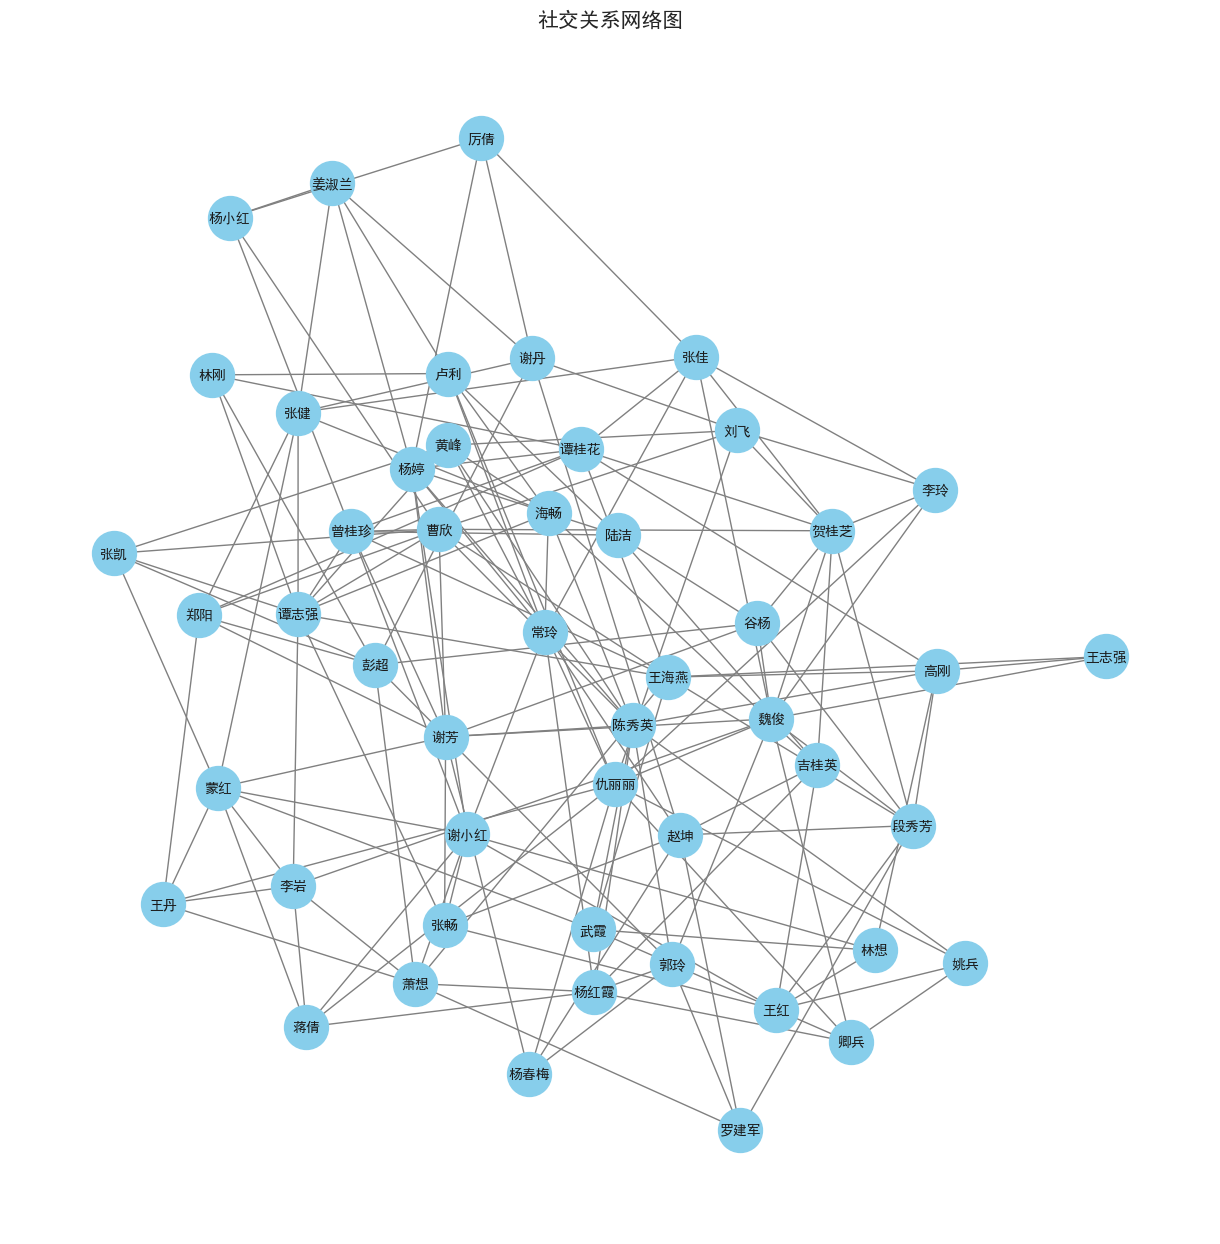 社交关系网络图
厉倩
姜淑兰
杨小红
谢丹
张佳
卢利
林刚
张健
刘飞
黄峰
谭桂花
杨婷
李玲
海畅
曾桂珍
曹欣
陆洁
贺桂芝
张凯
郑阳
谭志强
谷杨
常玲
王志强
彭超
王海燕
高刚
魏俊
陈秀英
谢芳
吉桂英
仇丽丽
蒙红
段秀芳
谢小红
赵坤
李岩
王丹
张畅
武霞
林想
郭玲
姚兵
萧想
杨红霞
王红
蒋倩
卿兵
杨春梅
罗建军